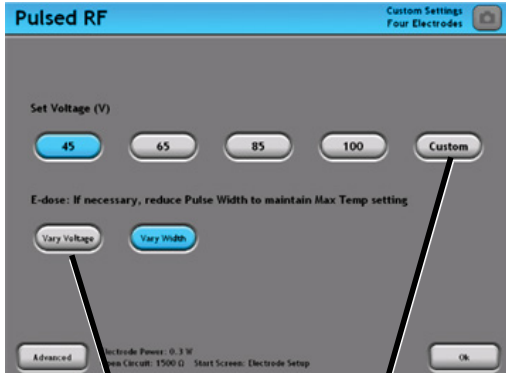 Pulsed RF
Custom Settings
Four Electrodes
Set Voltage (V)
45 65 85 100 Custom
E-dose: If necessary, reduce Pulse Width to maintain Max Temp setting
Vary Voltage Vary Width
Advanced
Power: 0.3 W
Circuit: 1500 Ω Start Screen: Electrode Setup
Ok